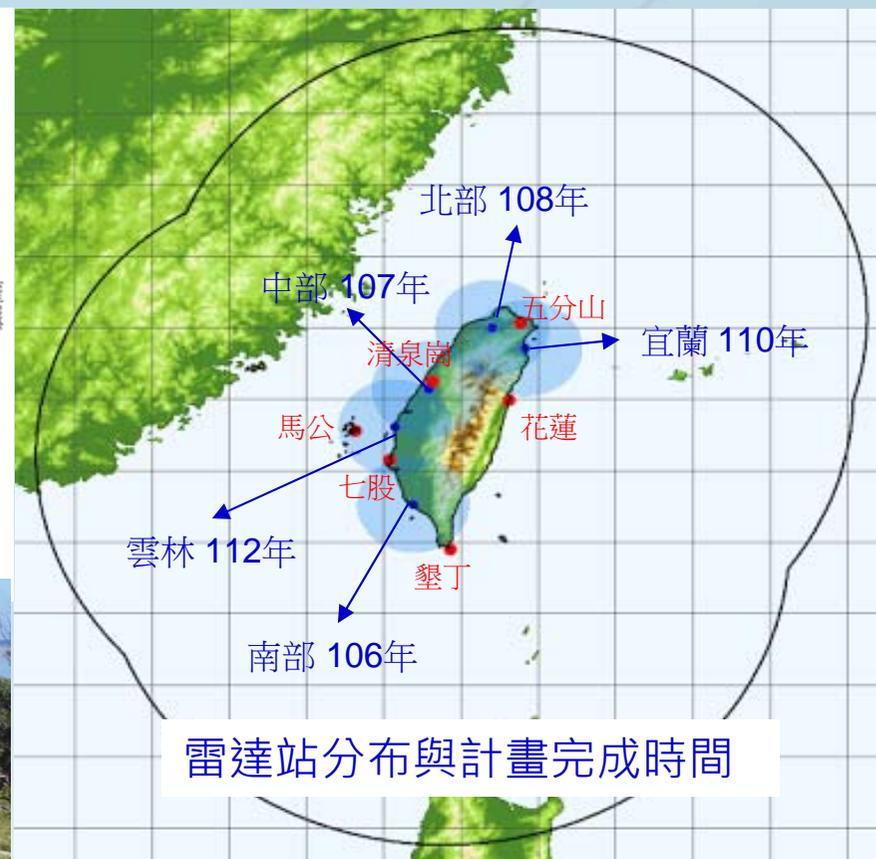 北部 108年
中部 107年
五分山
宜蘭 110年
清泉崗
馬公
花蓮
七股
雲林 112年
墾丁
南部 106年
雷達站分布與計畫完成時間